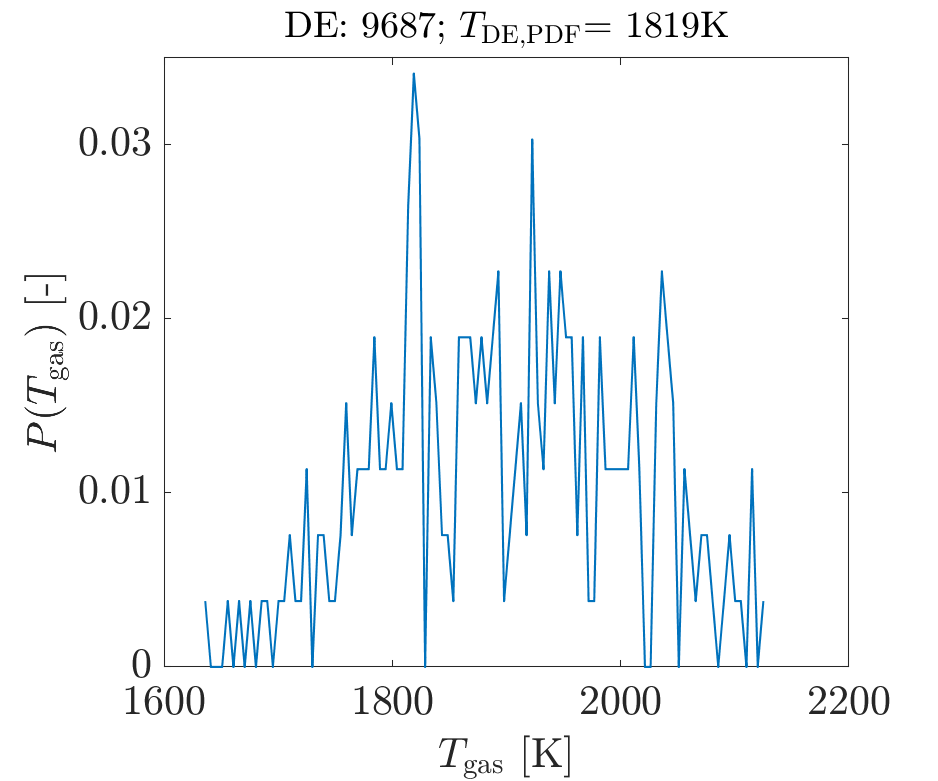 DE: 9687; T_DE,PDF= 1819K
0.03
0.02
0.01
0
1600 1800 2000 2200
P(T_gas) [-]
T_gas [K]